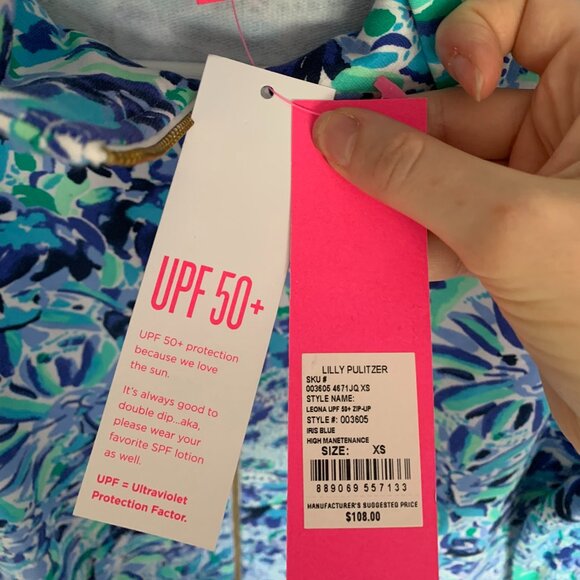 UPF 50+
UPF 50+ protection
because we love
the sun.
It's always good to
double dip...aka,
please wear your
favorite SPF lotion
as well.
UPF = Ultraviolet
Protection Factor.
LILLY PULITZER
SKU #
003605 4671JQ XS
STYLE NAME:
LEONA UPF 50+ ZIP-UP
STYLE #: 003605
IRIS BLUE
HIGH MANETENANCE
SIZE: XS
889069 557133
MANUFACTURER'S SUGGESTED PRICE
$108.00